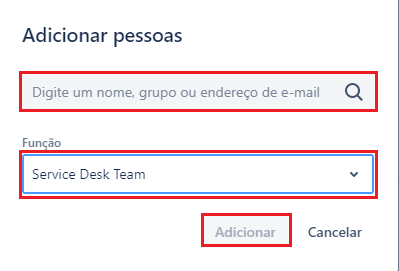 Adicionar pessoas
Digite um nome, grupo ou endereço de e-mail
Função
Service Desk Team
Adicionar Cancelar